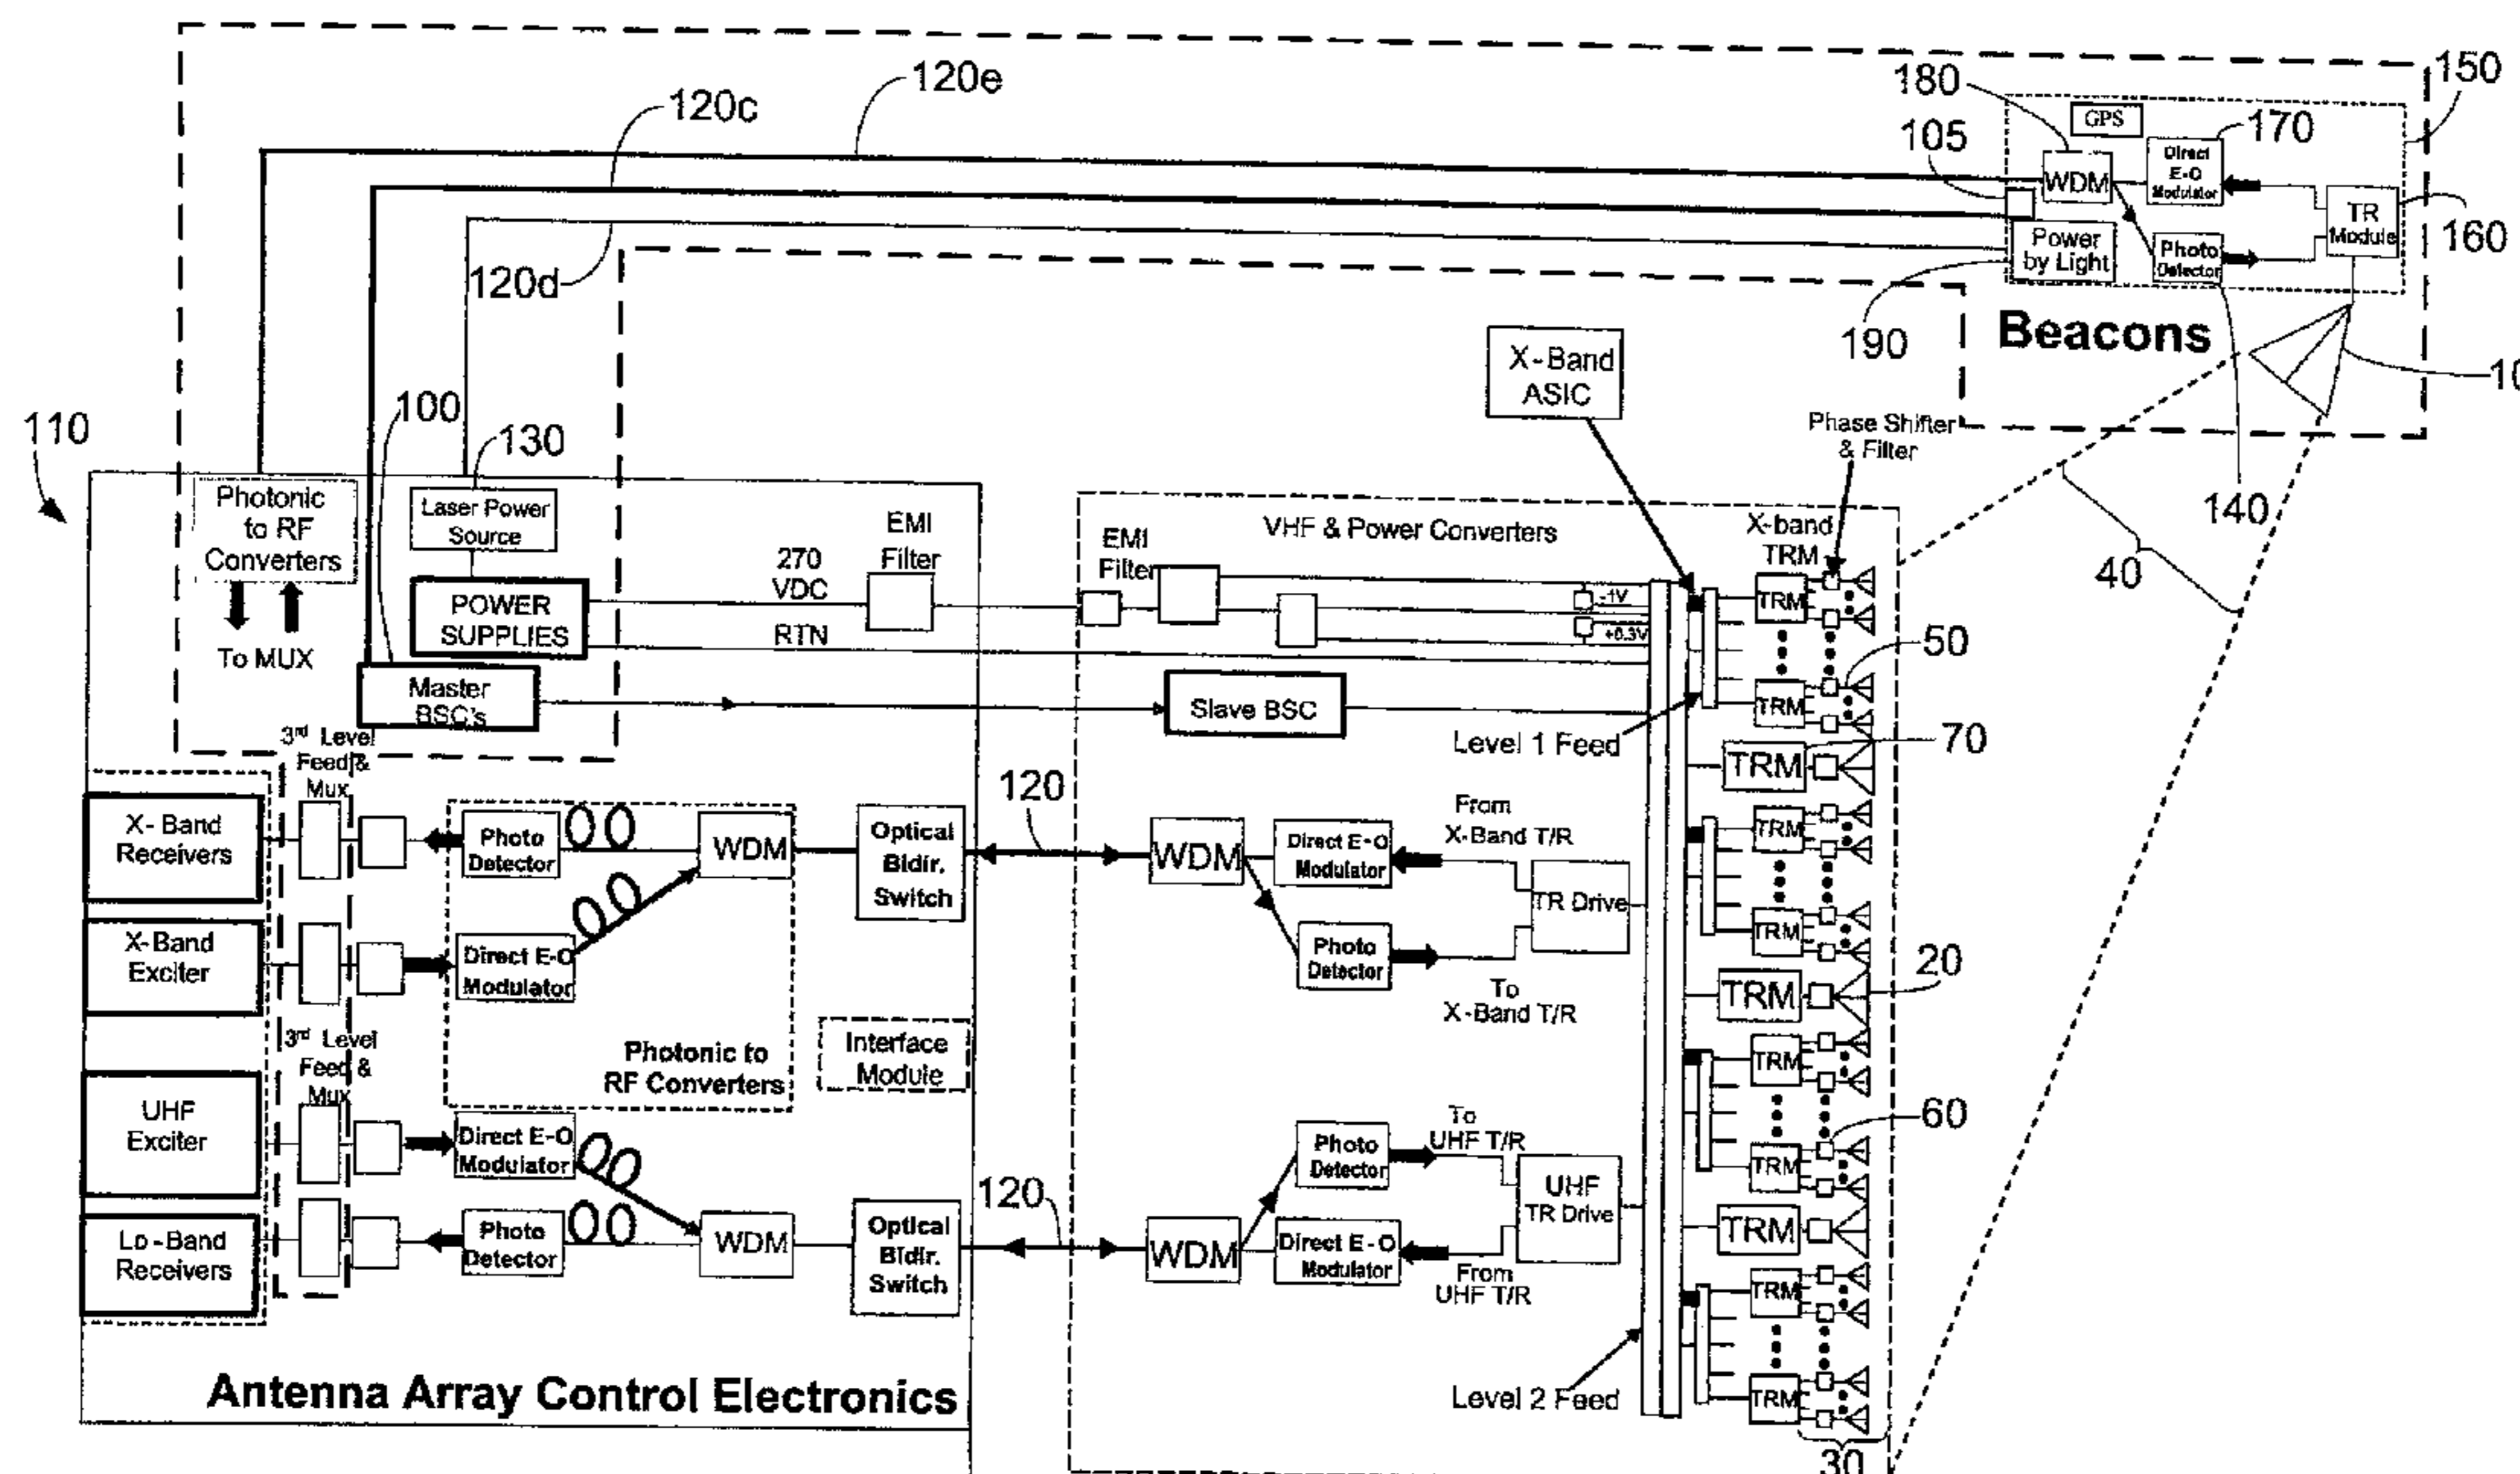 120e
120c
180
150
GPS
170
105
WDM
Direct
E-O
Modulator
TR
Module
160
Power
by Light
Photo
Detector
120d
190
Beacons
X-Band
ASIC
10
Phase Shifter
& Filter
100
130
110
140
Photonic
to RF
Converters
Laser Power
Source
EMI
Filter
270
VDC
RTN
POWER
SUPPLIES
To MUX
Master
BSC's
VHF & Power Converters
EMI
Filter
X-band
TRM
-1V
+0.3V
TRM
40
50
TRM
Slave BSC
Level 1 Feed
TRM
70
3rd Level
Feed &
Mux
X-Band
Receivers
Photo
Detector
WDM
Optical
Bidir.
Switch
120
WDM
Direct E-O
Modulator
From
X-Band T/R
TR Drive
TRM
TRM
X-Band
Exciter
Direct E-O
Modulator
Photo
Detector
To
X-Band T/R
TRM
20
3rd Level
Feed &
Mux
Photonic to
RF Converters
Interface
Module
TRM
60
UHF
Exciter
Direct E-O
Modulator
Photo
Detector
To
UHF T/R
UHF
TR Drive
TRM
Lo-Band
Receivers
Photo
Detector
WDM
Optical
Bidir.
Switch
120
WDM
Direct E-O
Modulator
From
UHF T/R
TRM
TRM
Level 2 Feed
TRM
Antenna Array Control Electronics
30